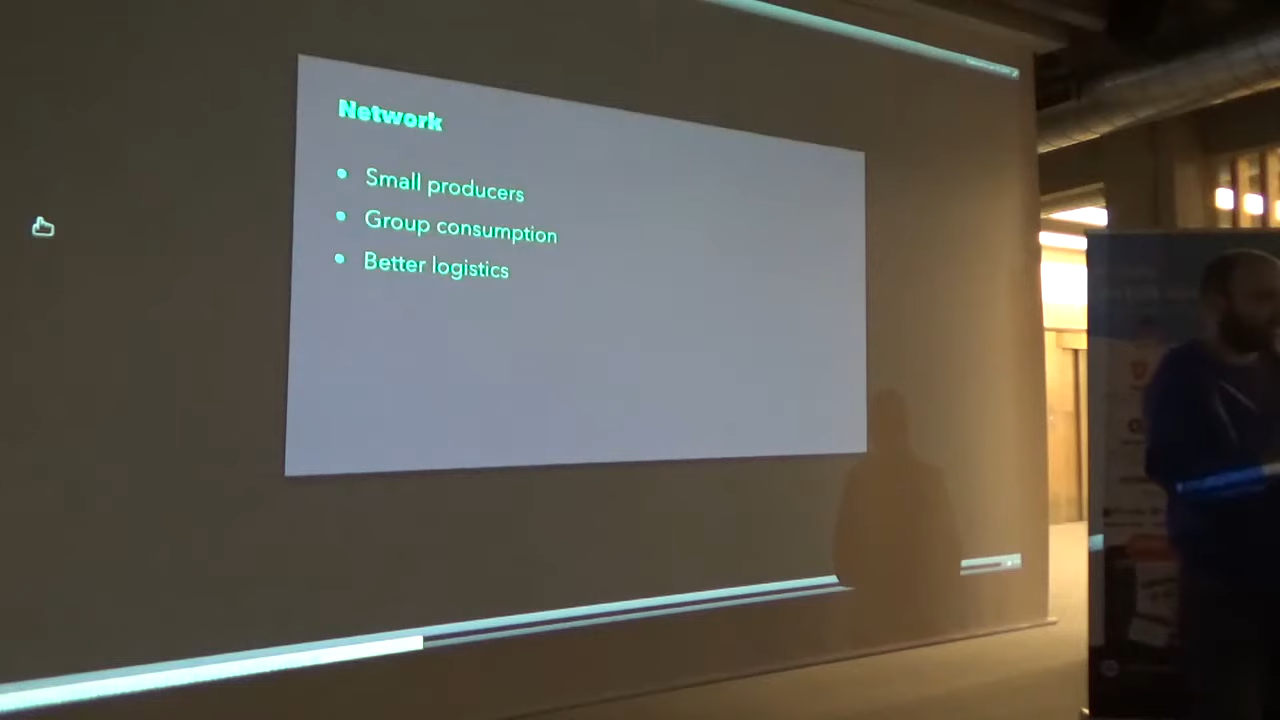 Network
Small producers
Group consumption
Better logistics